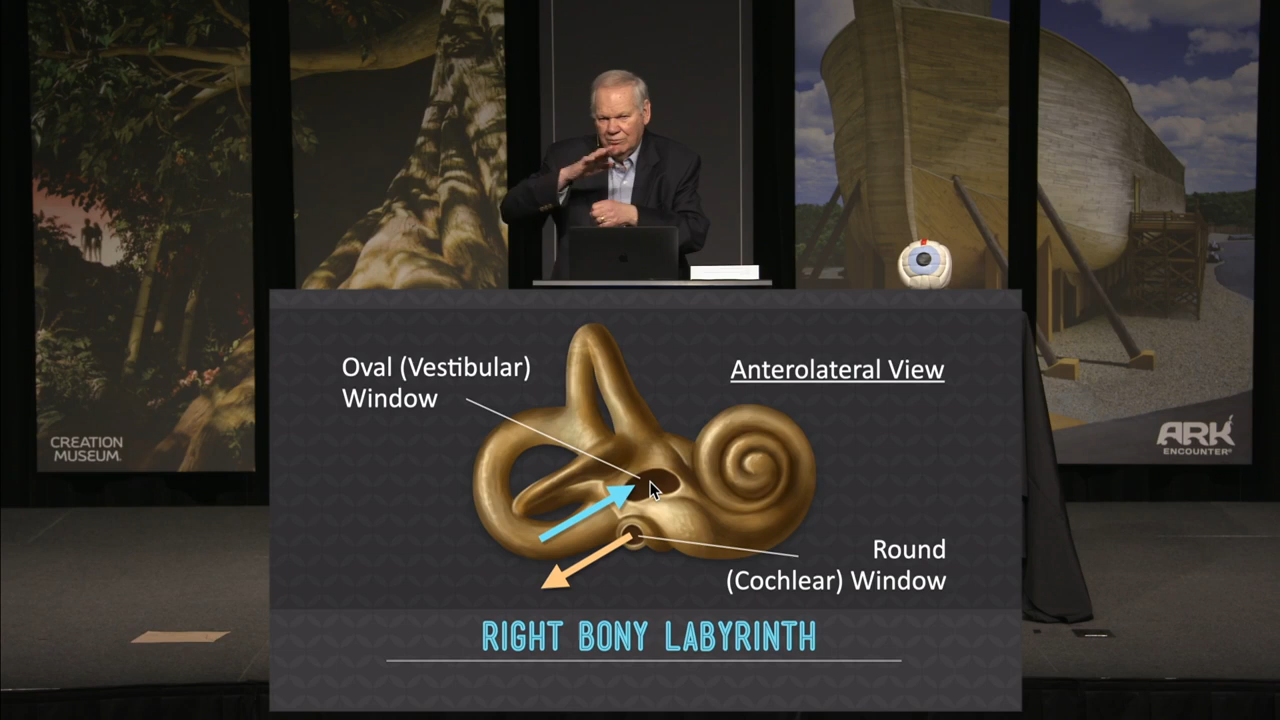 Oval (Vestibular)
Window
Anterolateral View
Round
(Cochlear) Window
RIGHT BONY LABYRINTH
CREATION
MUSEUM
ARK
ENCOUNTER